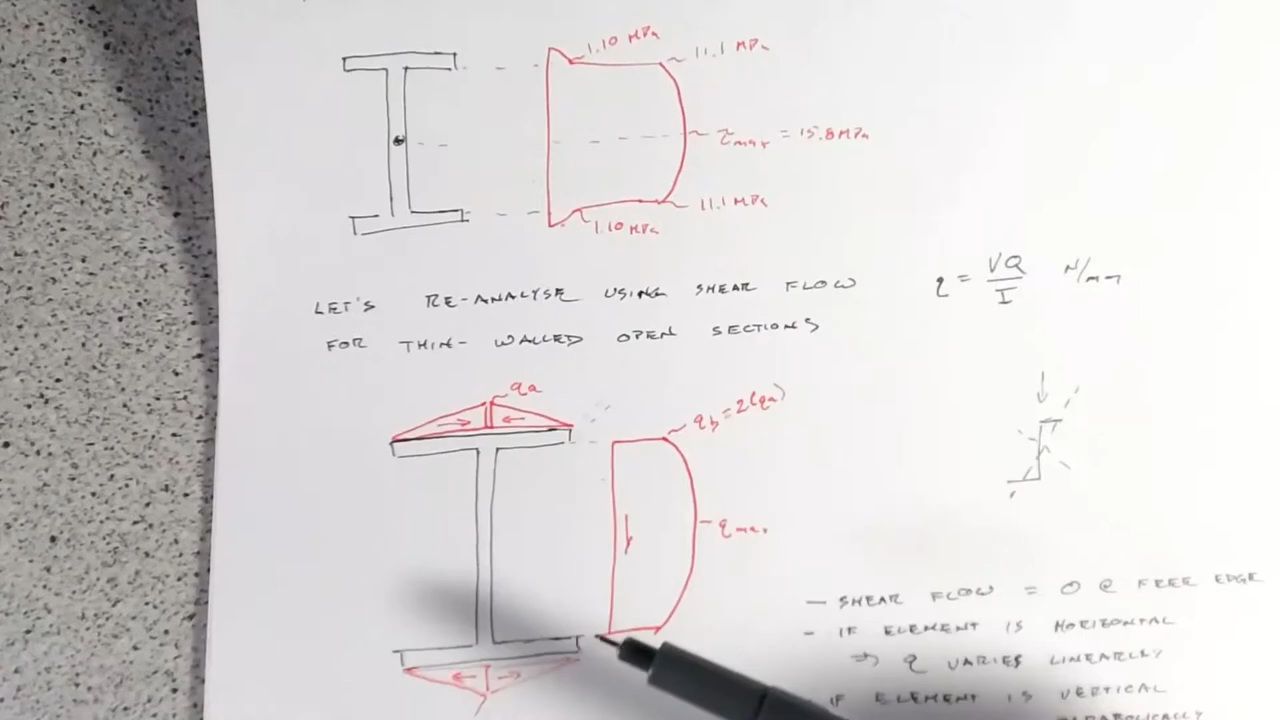 1.10 MPa
11.1 MPa
τmax = 15.8 MPa
11.1 MPa
1.10 MPa
LET'S RE-ANALYSE USING SHEAR FLOW
FOR THIN-WALLED OPEN SECTIONS
q = VQ/I N/mm
qa
qb = 2(qa)
qmax
— SHEAR FLOW = 0 @ FREE EDGE
- IF ELEMENT IS HORIZONTAL
⇒ q VARIES LINEARLY
IF ELEMENT IS VERTICAL
PARABOLICALLY